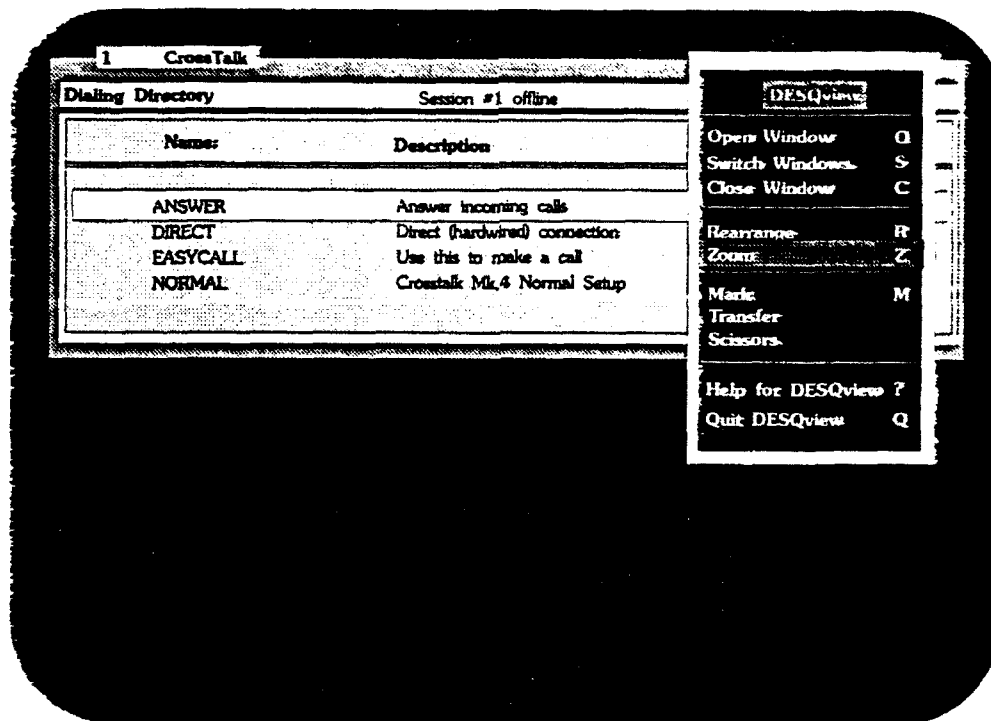 1 CrossTalk
Dialing Directory Session #1 offline
Name: Description
ANSWER Answer incoming calls
DIRECT Direct (hardwired) connection
EASYCALL Use this to make a call
NORMAL Crosstalk Mk.4 Normal Setup
DESQview
Open Window O
Switch Windows S
Close Window C
Rearrange R
Zoom Z
Mark M
Transfer
Scissors
Help for DESQview ?
Quit DESQview Q